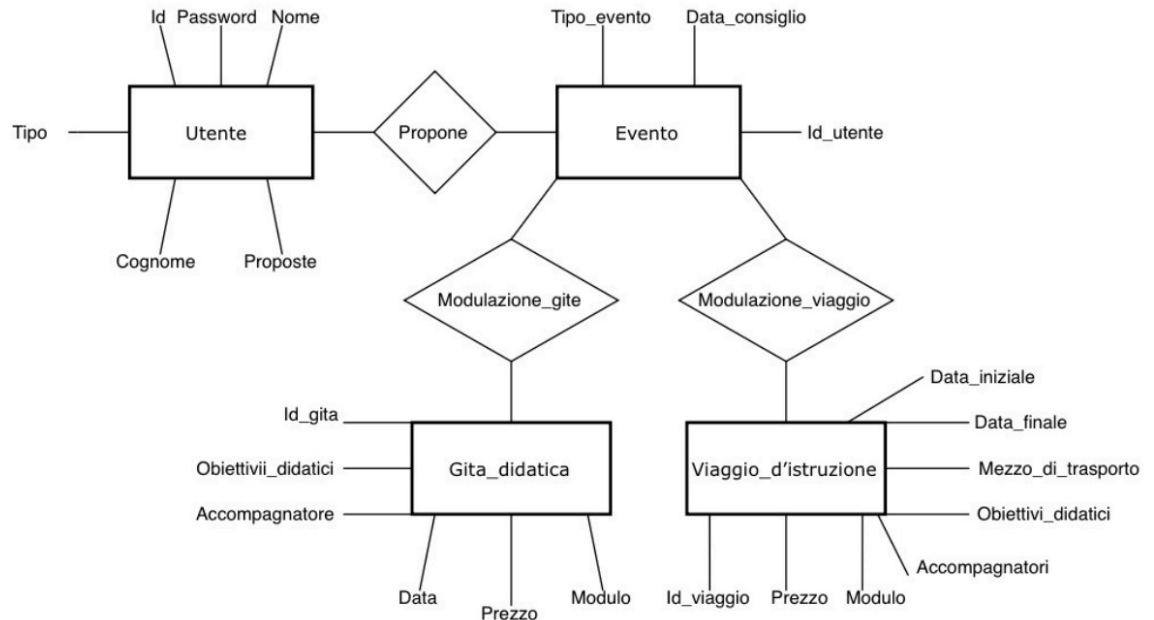 Id
Password
Nome
Tipo_evento
Data_consiglio
Tipo
Utente
Propone
Evento
Id_utente
Cognome
Proposte
Modulazione_gite
Modulazione_viaggio
Data_iniziale
Id_gita
Data_finale
Obiettivii_didatici
Gita_didatica
Viaggio_d'istruzione
Mezzo_di_trasporto
Accompagnatore
Obiettivi_didatici
Accompagnatori
Data
Prezzo
Modulo
Id_viaggio
Prezzo
Modulo